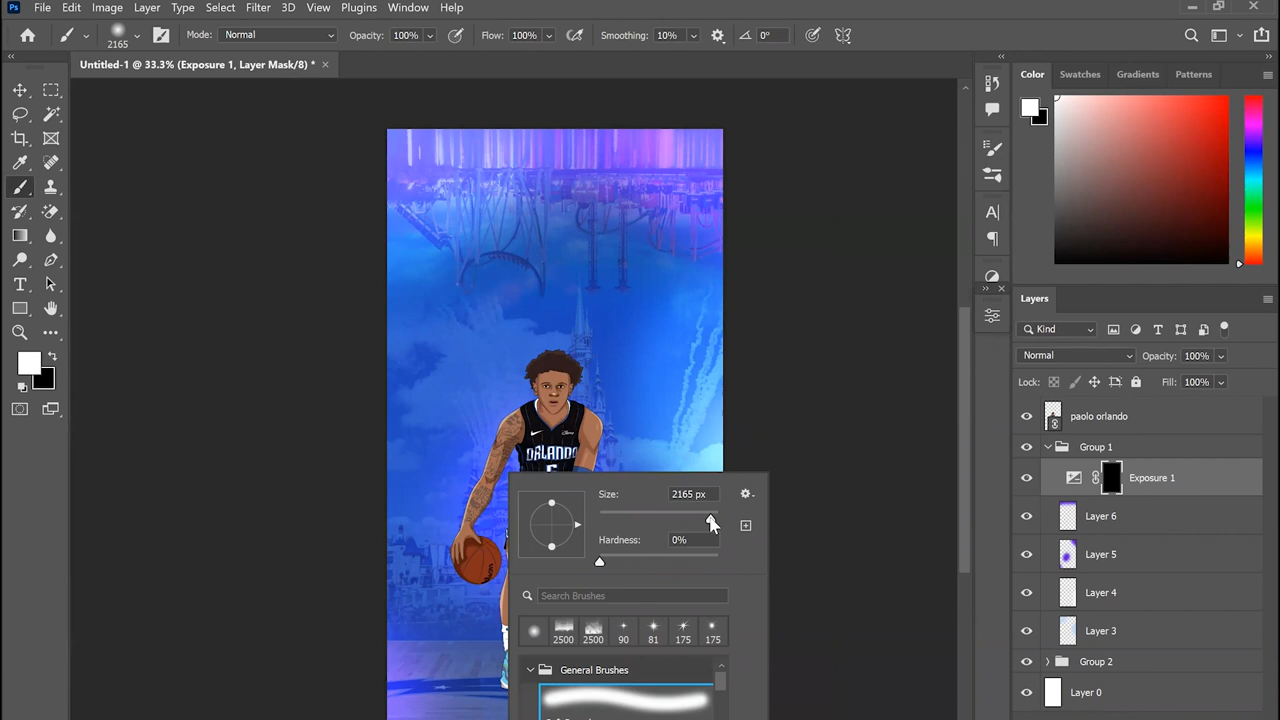 Ps File Edit Image Layer Type Select Filter 3D View Plugins Window Help
2165 Mode: Normal Opacity: 100% Flow: 100% Smoothing: 10% 0°
Untitled-1 @ 33.3% (Exposure 1, Layer Mask/8) *
Color Swatches Gradients Patterns
Layers
Kind
Normal Opacity: 100%
Lock: Fill: 100%
paolo orlando
Group 1
Exposure 1
Layer 6
Layer 5
Layer 4
Layer 3
Group 2
Layer 0
ORLANDO
5
Size: 2165 px
Hardness: 0%
Search Brushes
2500 2500 90 81 175 175
General Brushes